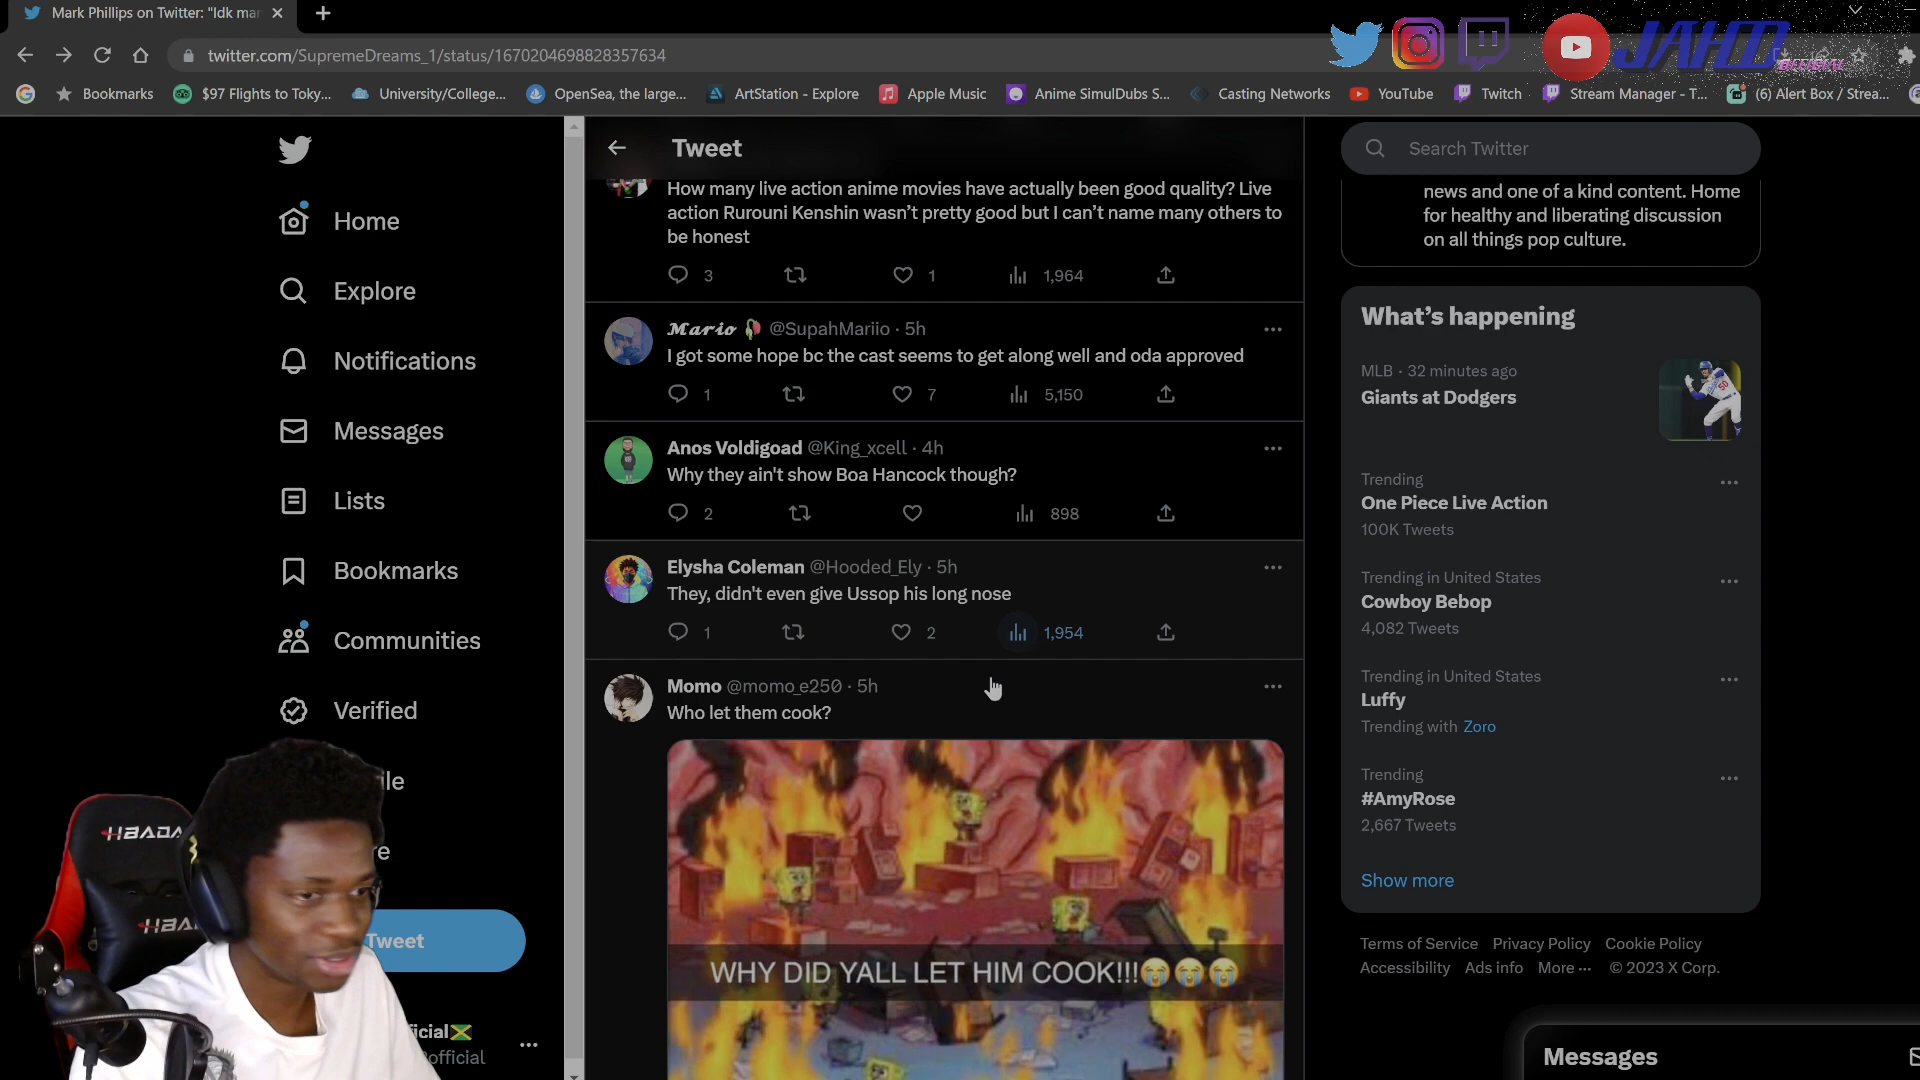 Mark Phillips on Twitter: "Idk mar
twitter.com/SupremeDreams_1/status/1670204698828357634
JAHD
OFFICIAL
Bookmarks
$97 Flights to Toky...
University/College...
OpenSea, the large...
ArtStation - Explore
Apple Music
Anime SimulDubs S...
Casting Networks
YouTube
Twitch
Stream Manager - T...
(6) Alert Box / Strea...
Home
Explore
Notifications
Messages
Lists
Bookmarks
Communities
Verified
ile
re
Tweet
icial🇯🇲
official
HBADA
HBA
Tweet
How many live action anime movies have actually been good quality? Live
action Rurouni Kenshin wasn’t pretty good but I can’t name many others to
be honest
3 1 1,964
𝓜𝓪𝓻𝓲𝓸 🥀 @SupahMariio · 5h
I got some hope bc the cast seems to get along well and oda approved
1 7 5,150
Anos Voldigoad @King_xcell · 4h
Why they ain't show Boa Hancock though?
2 898
Elysha Coleman @Hooded_Ely · 5h
They, didn't even give Ussop his long nose
1 2 1,954
Momo @momo_e250 · 5h
Who let them cook?
WHY DID YALL LET HIM COOK!!!😭😭😭
Search Twitter
news and one of a kind content. Home
for healthy and liberating discussion
on all things pop culture.
What’s happening
MLB · 32 minutes ago
Giants at Dodgers
50
Trending
One Piece Live Action
100K Tweets
Trending in United States
Cowboy Bebop
4,082 Tweets
Trending in United States
Luffy
Trending with Zoro
Trending
#AmyRose
2,667 Tweets
Show more
Terms of Service Privacy Policy Cookie Policy
Accessibility Ads info More ··· © 2023 X Corp.
Messages